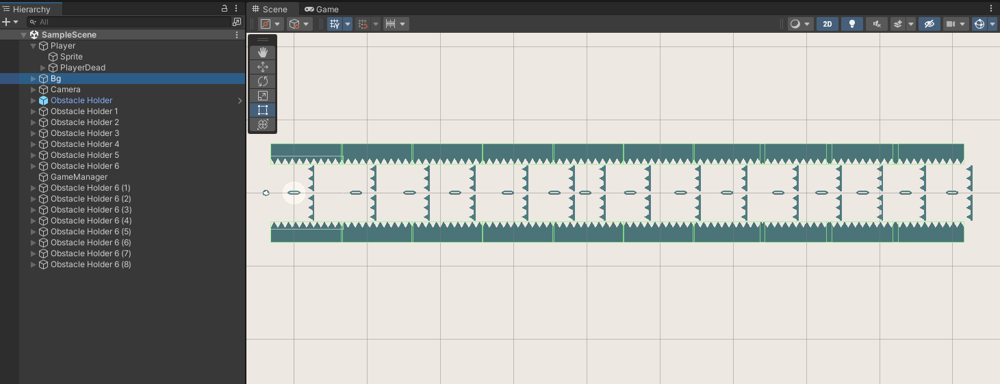 Hierarchy
All
SampleScene
Player
Sprite
PlayerDead
Bg
Camera
Obstacle Holder
Obstacle Holder 1
Obstacle Holder 2
Obstacle Holder 3
Obstacle Holder 4
Obstacle Holder 5
Obstacle Holder 6
GameManager
Obstacle Holder 6 (1)
Obstacle Holder 6 (2)
Obstacle Holder 6 (3)
Obstacle Holder 6 (4)
Obstacle Holder 6 (5)
Obstacle Holder 6 (6)
Obstacle Holder 6 (7)
Obstacle Holder 6 (8)
Scene Game
2D